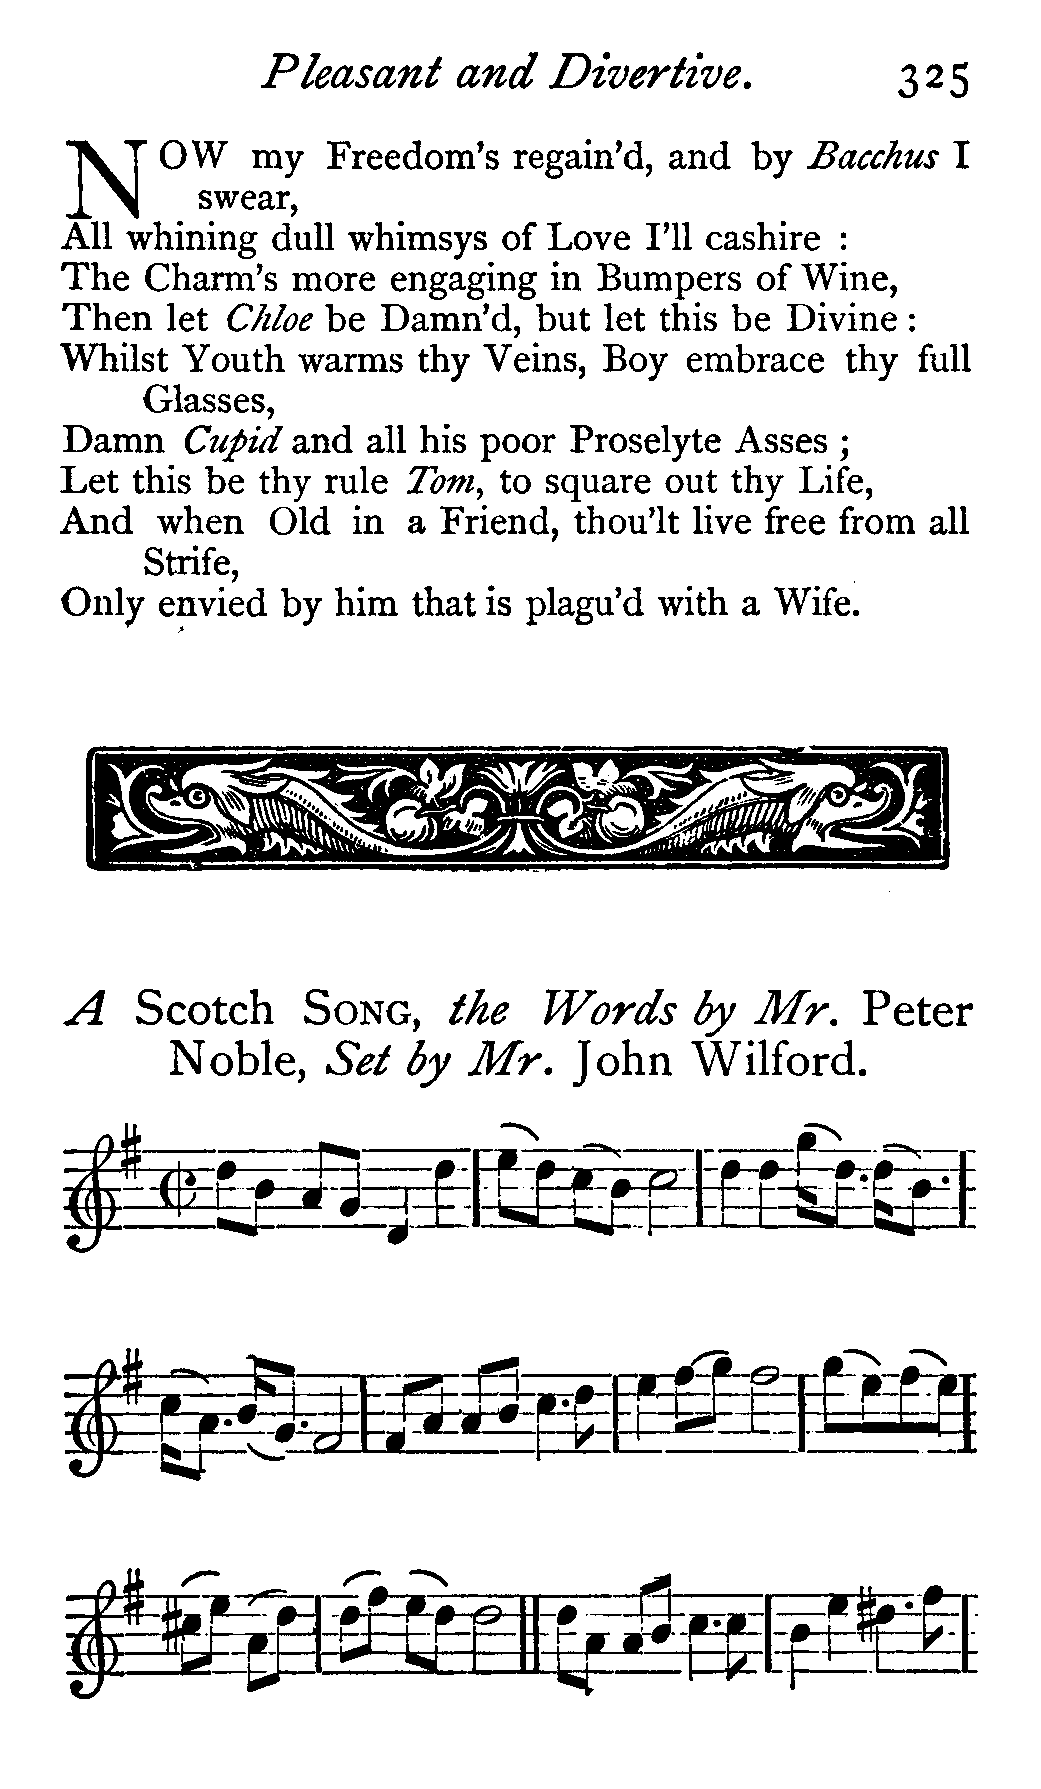 Pleasant and Divertive. 325
NOW my Freedom's regain'd, and by Bacchus I
swear,
All whining dull whimsys of Love I'll cashire :
The Charm's more engaging in Bumpers of Wine,
Then let Chloe be Damn'd, but let this be Divine :
Whilst Youth warms thy Veins, Boy embrace thy full
Glasses,
Damn Cupid and all his poor Proselyte Asses ;
Let this be thy rule Tom, to square out thy Life,
And when Old in a Friend, thou'lt live free from all
Strife,
Only envied by him that is plagu'd with a Wife.
A Scotch SONG, the Words by Mr. Peter
Noble, Set by Mr. John Wilford.